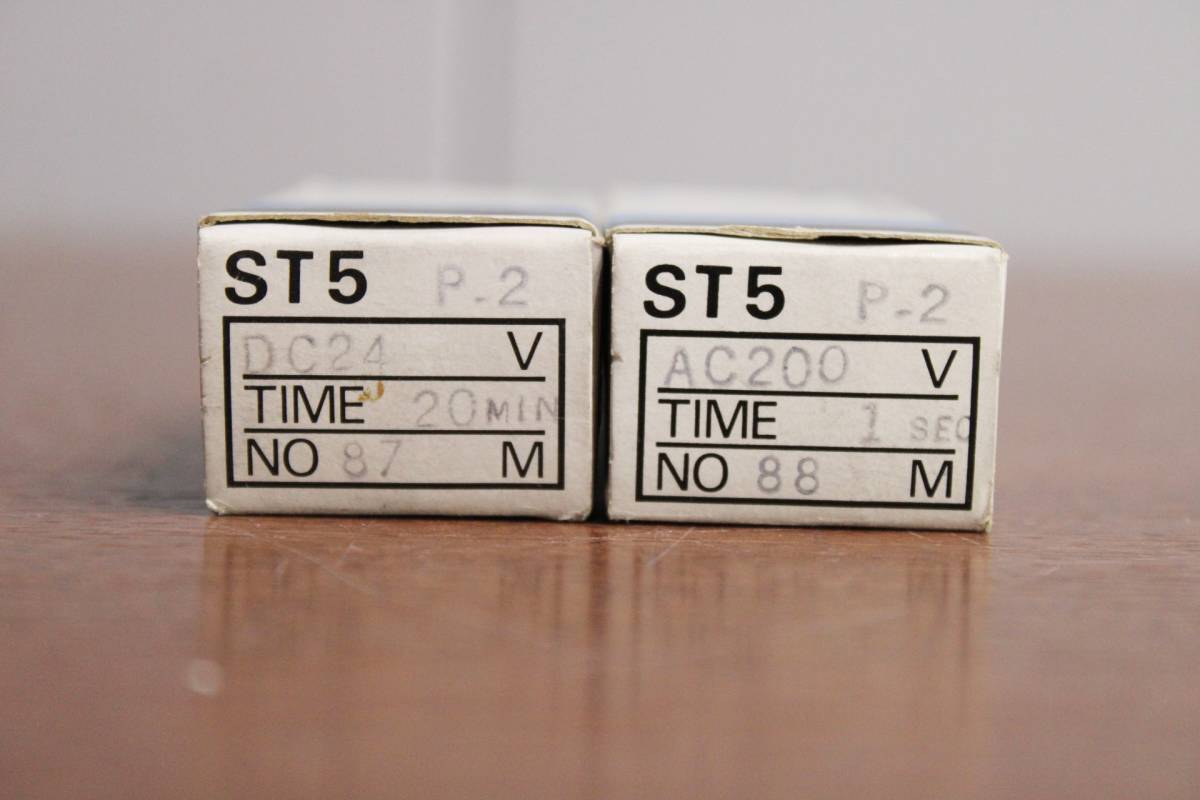 ST5 P-2
DC24 V
TIME 20MIN
NO 87 M
ST5 P-2
AC200 V
TIME 1 SEC
NO 88 M